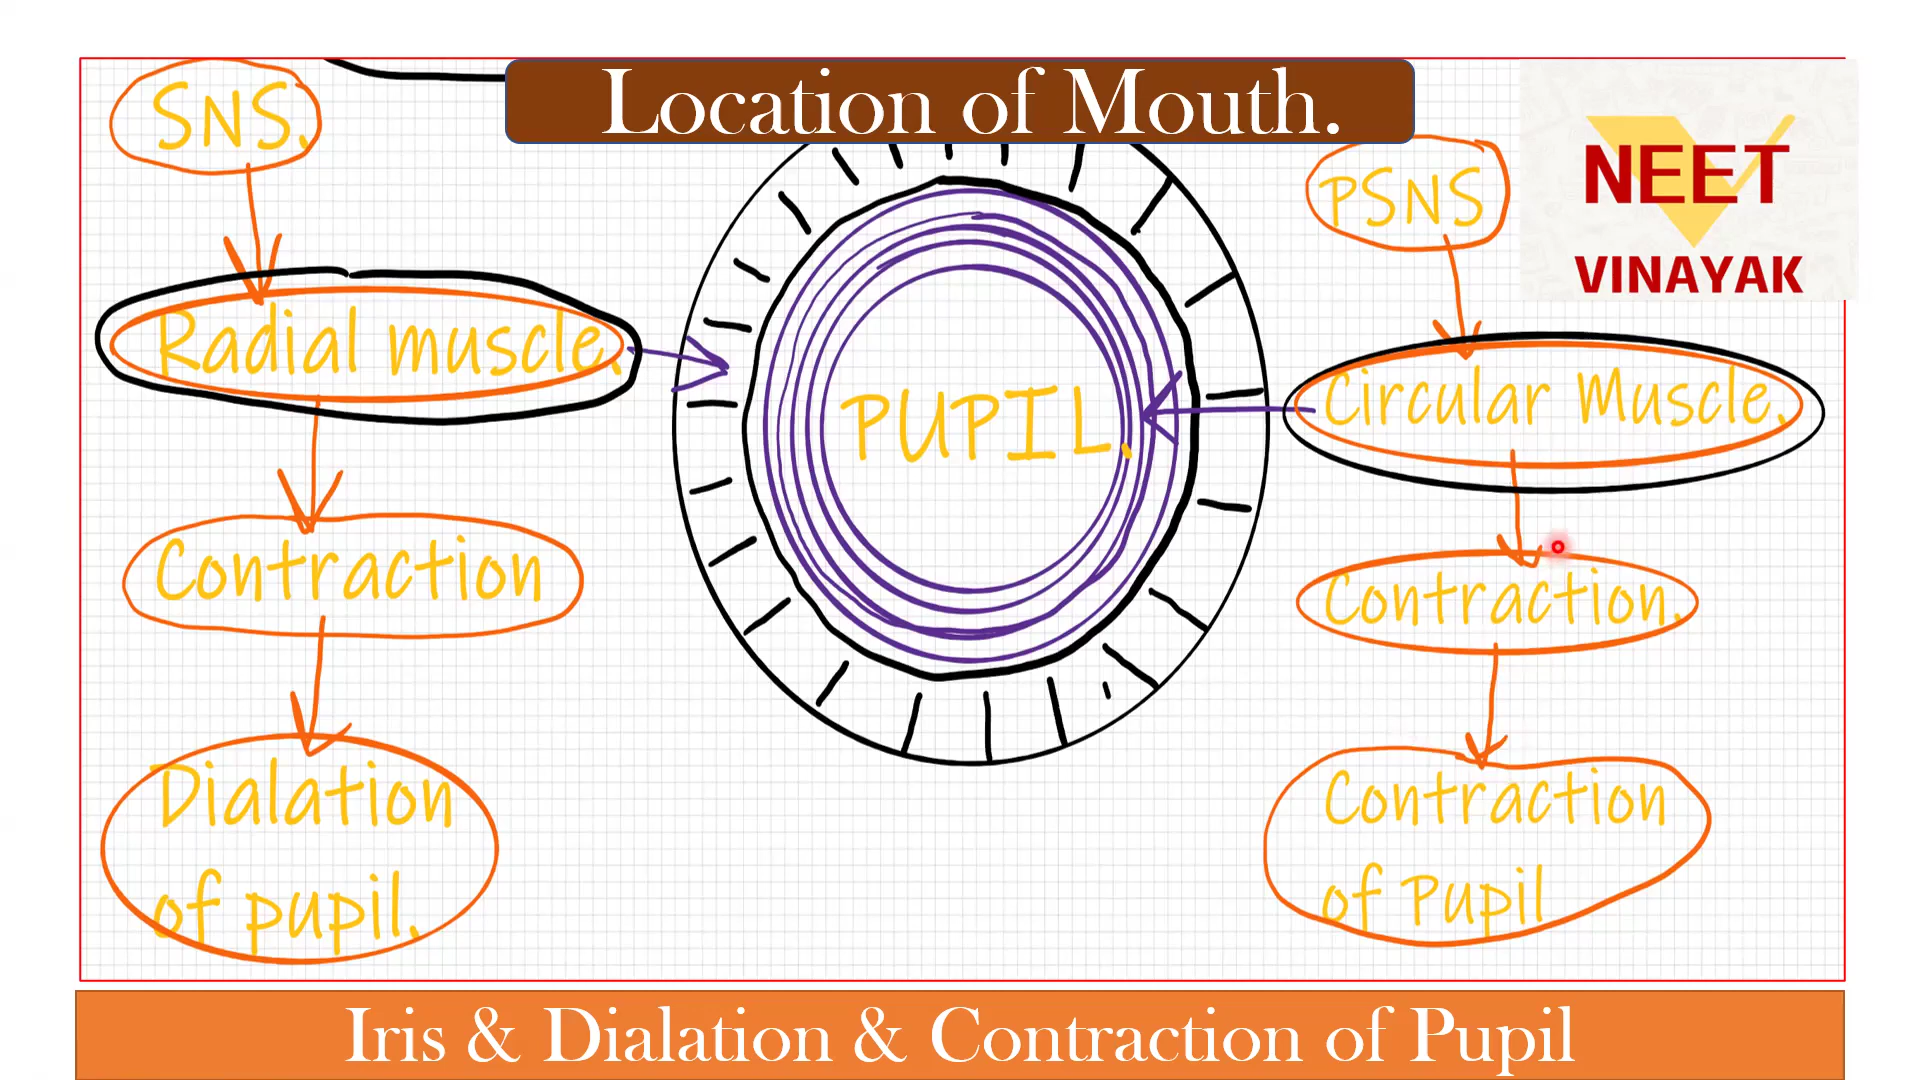 Location of Mouth.
SNS.
Radial muscle.
Contraction
Dialation
of pupil.
PUPIL.
PSNS
Circular Muscle.
Contraction.
Contraction
of Pupil
NEET
VINAYAK
Iris & Dialation & Contraction of Pupil